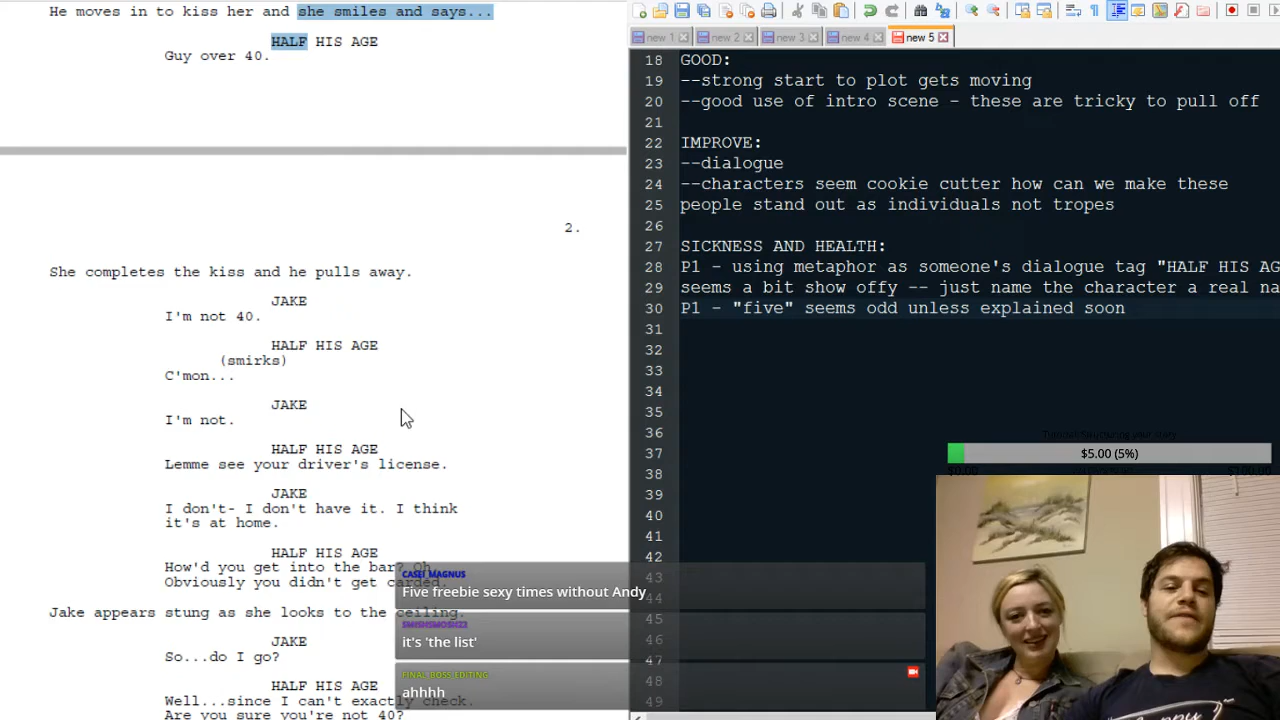 He moves in to kiss her and she smiles and says...
HALF HIS AGE
Guy over 40.
2.
She completes the kiss and he pulls away.
JAKE
I'm not 40.
HALF HIS AGE
(smirks)
C'mon...
JAKE
I'm not.
HALF HIS AGE
Lemme see your driver's license.
JAKE
I don't- I don't have it. I think
it's at home.
HALF HIS AGE
How'd you get into the bar? Oh
Obviously you didn't get carded.
Jake appears stung as she looks to the ceiling.
JAKE
So...do I go?
HALF HIS AGE
Well...since I can't exactly check.
Are you sure you're not 40?
new 1
new 2
new 3
new 4
new 5
18 GOOD:
19 --strong start to plot gets moving
20 --good use of intro scene - these are tricky to pull off
21
22 IMPROVE:
23 --dialogue
24 --characters seem cookie cutter how can we make these
25 people stand out as individuals not tropes
26
27 SICKNESS AND HEALTH:
28 P1 - using metaphor as someone's dialogue tag "HALF HIS AG
29 seems a bit show offy -- just name the character a real na
30 P1 - "five" seems odd unless explained soon
31
32
33
34
35
36
37
38
39
40
41
42
43
44
45
46
47
48
49
$5.00 (5%)
CASEI_MAGNUS
Five freebie sexy times without Andy
SMISHSMOSH22
it's 'the list'
FINAL_BOSS_EDITING
ahhhh